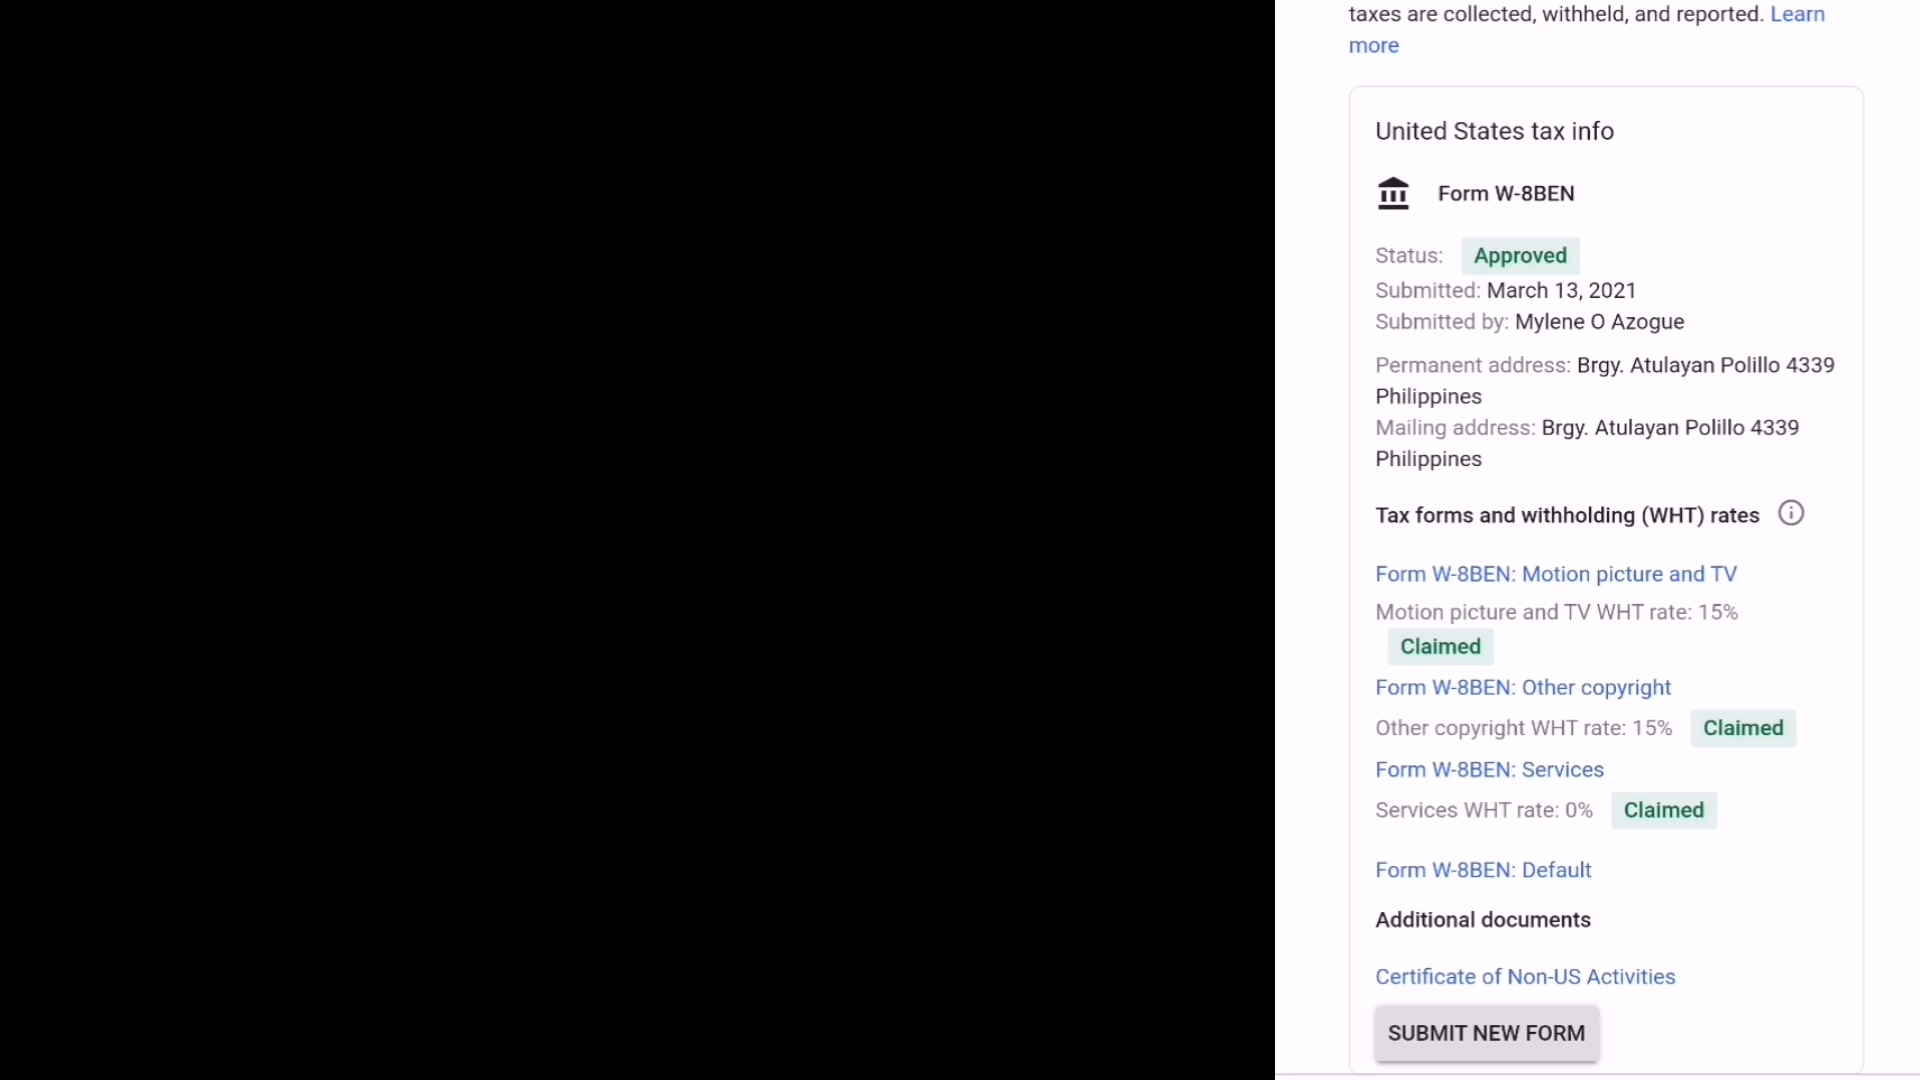 taxes are collected, withheld, and reported. Learn
more
United States tax info
Form W-8BEN
Status: Approved
Submitted: March 13, 2021
Submitted by: Mylene O Azogue
Permanent address: Brgy. Atulayan Polillo 4339
Philippines
Mailing address: Brgy. Atulayan Polillo 4339
Philippines
Tax forms and withholding (WHT) rates
Form W-8BEN: Motion picture and TV
Motion picture and TV WHT rate: 15%
Claimed
Form W-8BEN: Other copyright
Other copyright WHT rate: 15% Claimed
Form W-8BEN: Services
Services WHT rate: 0% Claimed
Form W-8BEN: Default
Additional documents
Certificate of Non-US Activities
SUBMIT NEW FORM